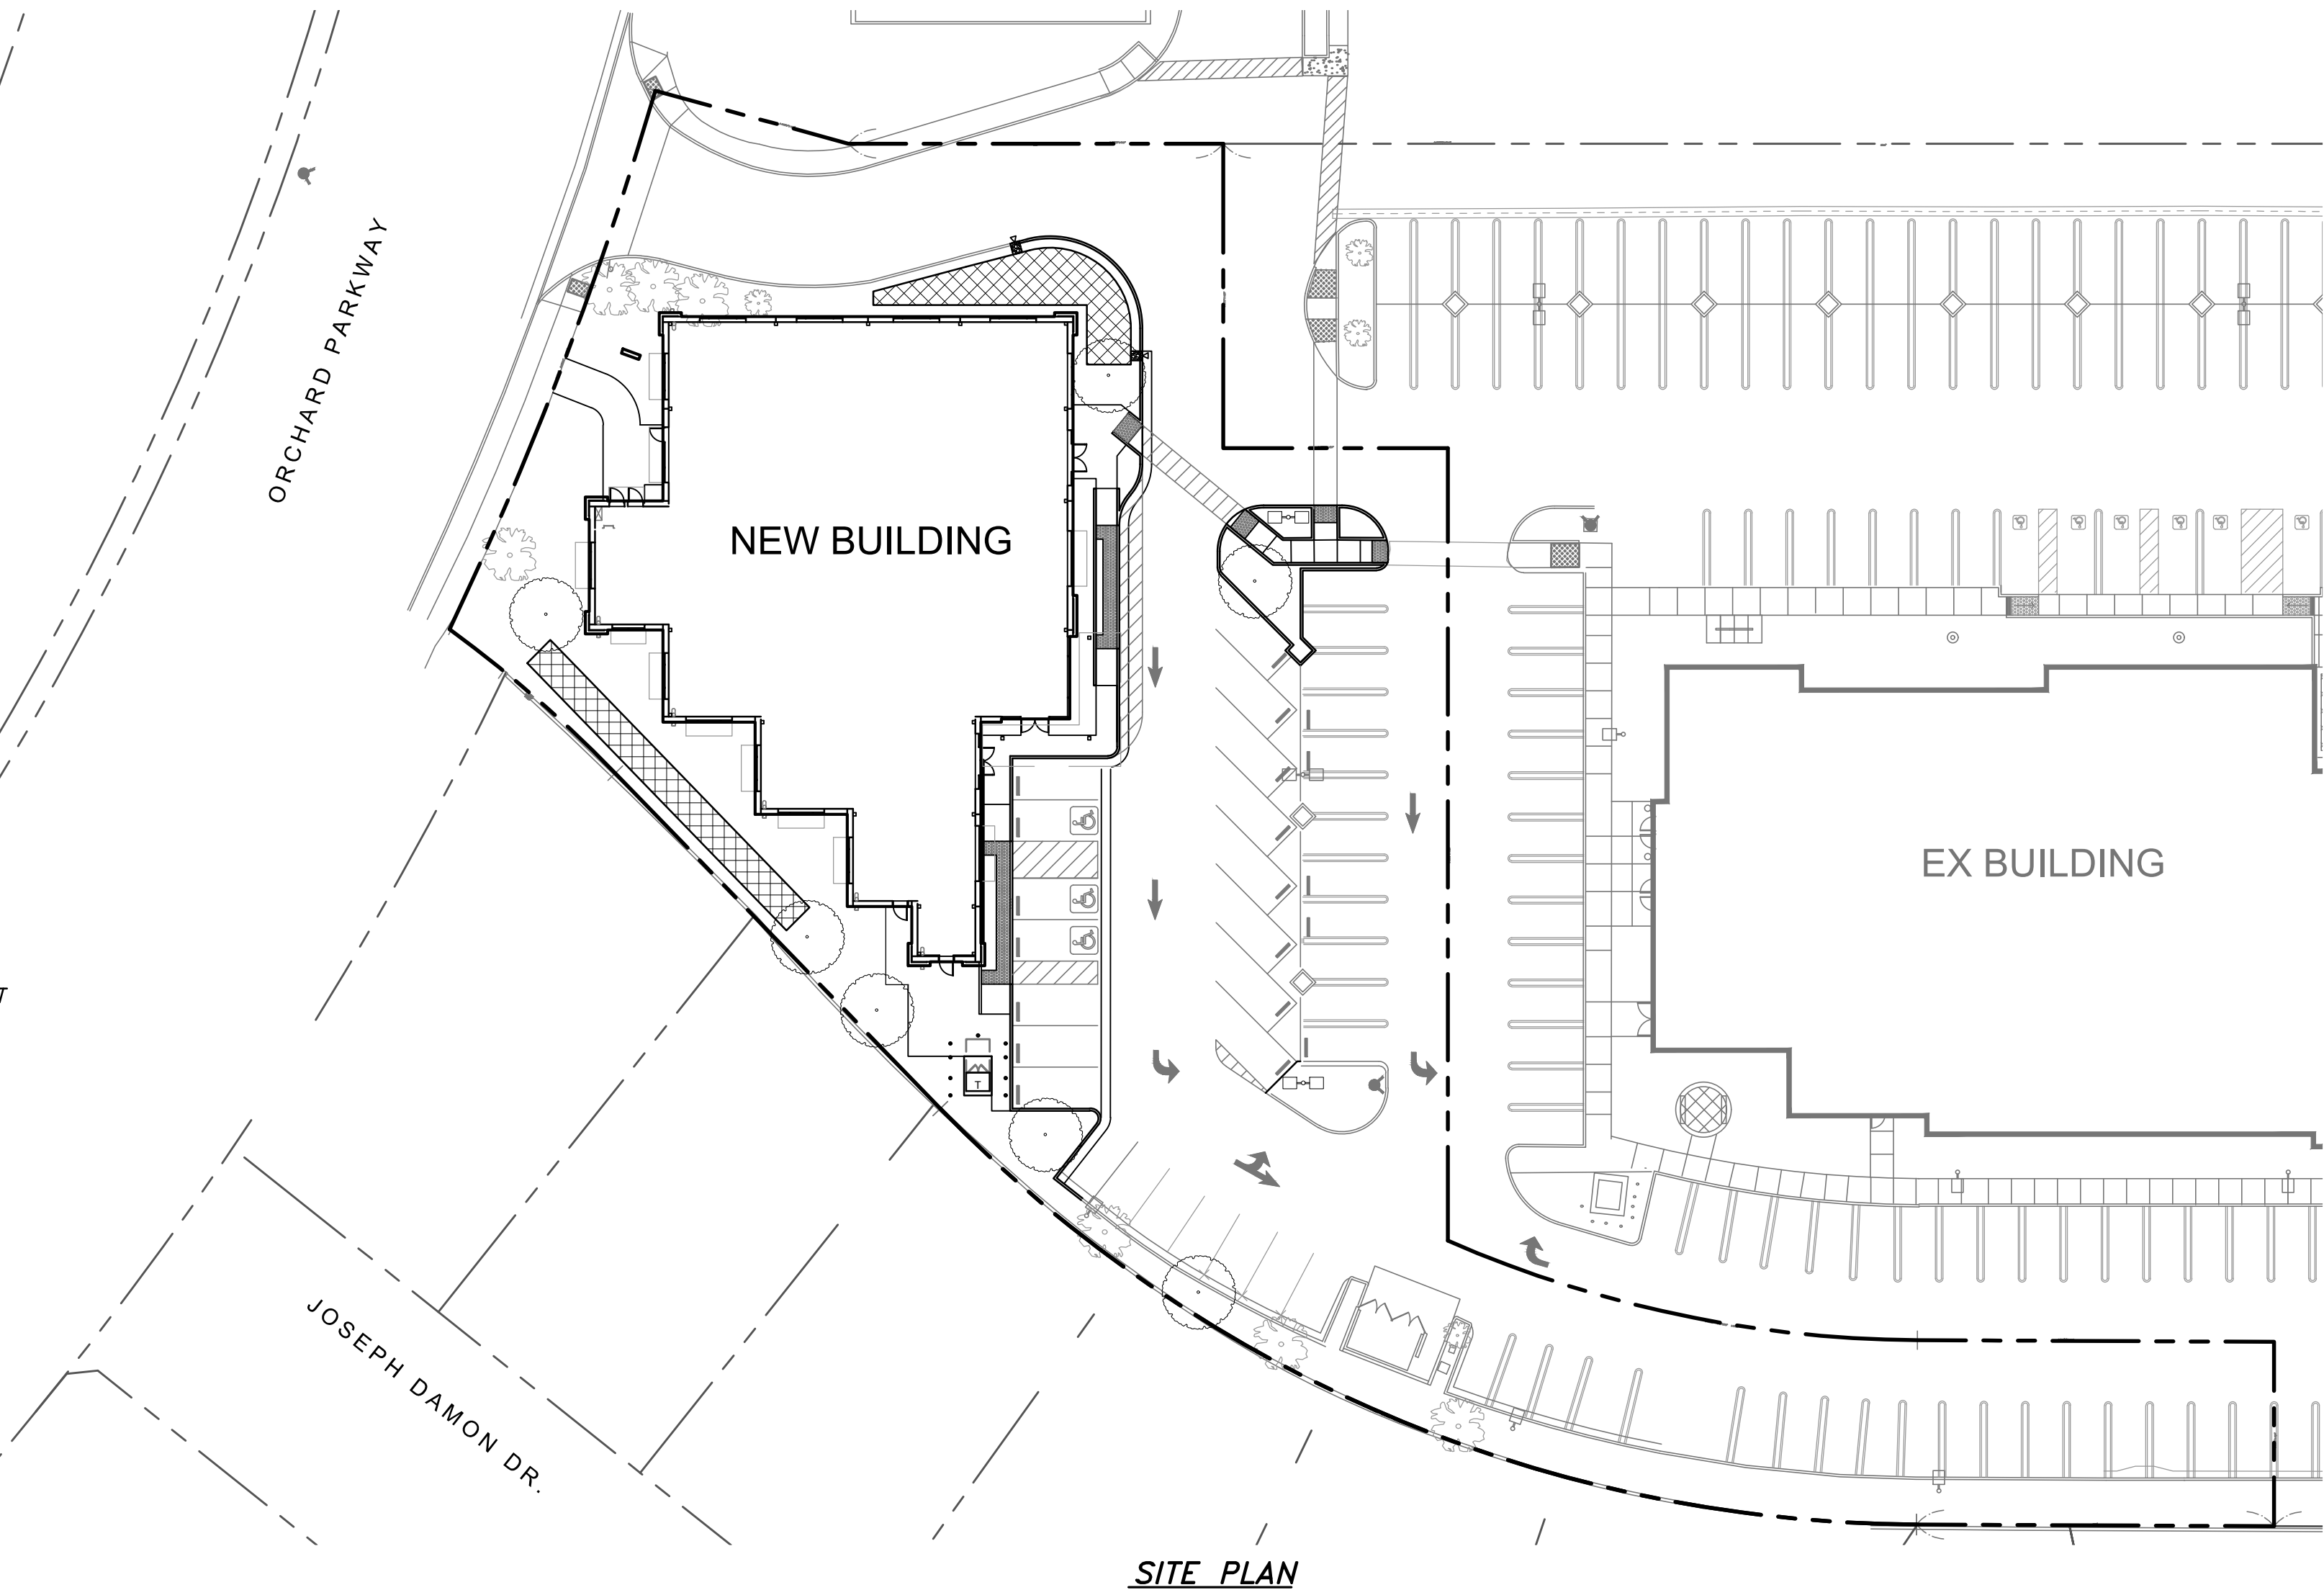 ORCHARD PARKWAY
NEW BUILDING
EX BUILDING
T
T
JOSEPH DAMON DR.
SITE PLAN